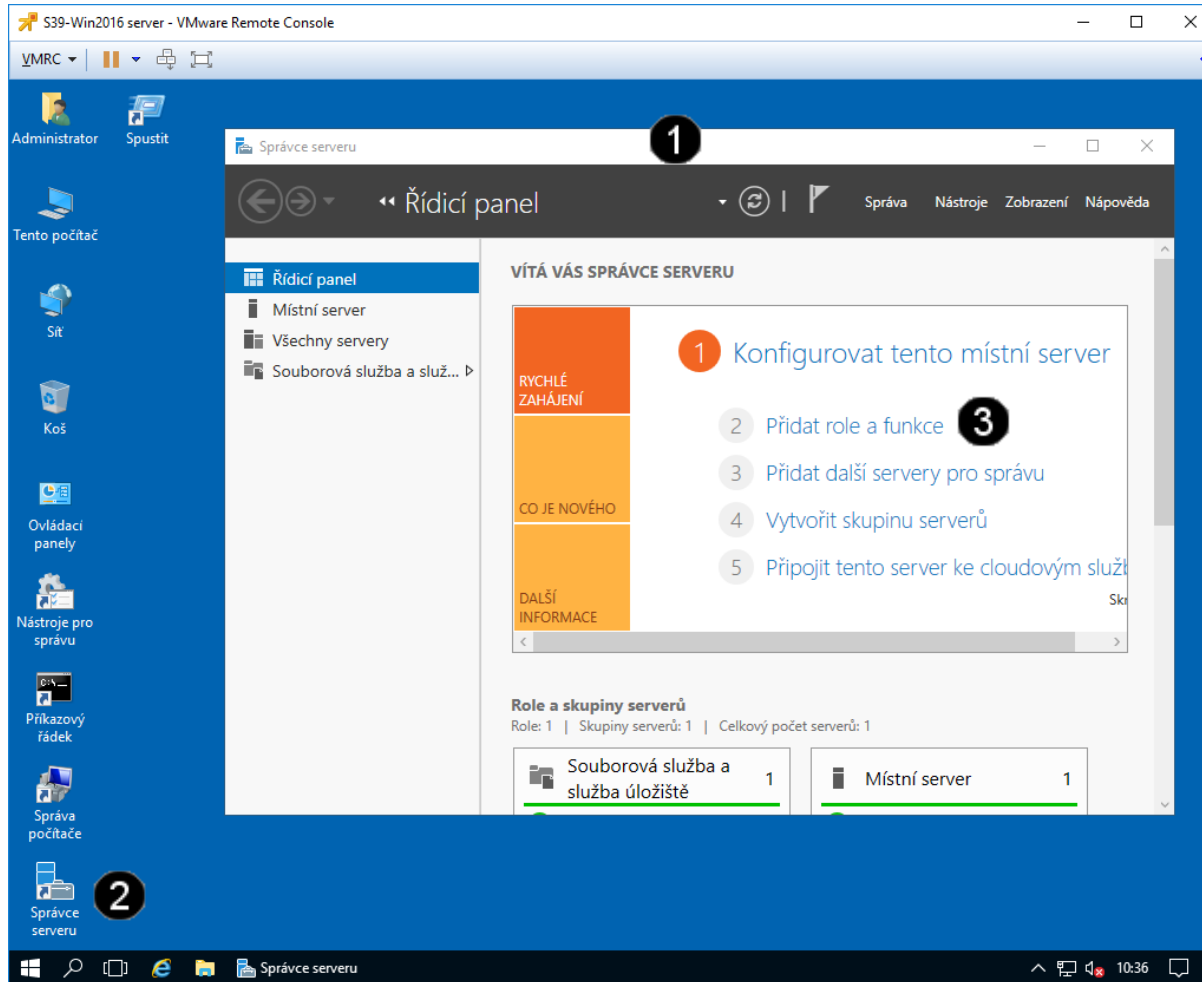 S39-Win2016 server - VMware Remote Console
VMRC
Administrator
Spustit
Tento počítač
Síť
Koš
Ovládací
panely
Nástroje pro
správu
Příkazový
řádek
Správa
počítače
Správce
serveru
2
Správce serveru
1
Řídicí panel
Správa
Nástroje
Zobrazení
Nápověda
Řídicí panel
Místní server
Všechny servery
Souborová služba a služ...
VÍTÁ VÁS SPRÁVCE SERVERU
RYCHLÉ
ZAHÁJENÍ
CO JE NOVÉHO
DALŠÍ
INFORMACE
1 Konfigurovat tento místní server
2 Přidat role a funkce 3
3 Přidat další servery pro správu
4 Vytvořit skupinu serverů
5 Připojit tento server ke cloudovým služb
Skr
Role a skupiny serverů
Role: 1 | Skupiny serverů: 1 | Celkový počet serverů: 1
Souborová služba a
služba úložiště
1
Místní server 1
Správce serveru
10:36